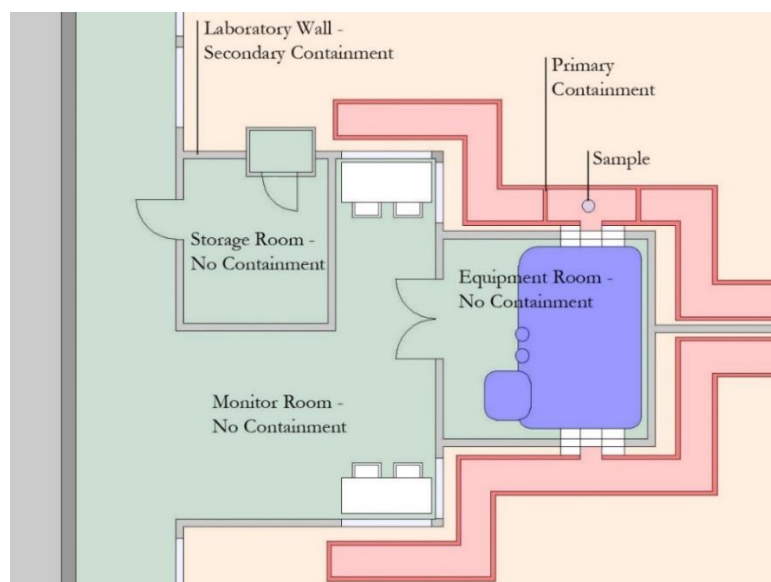 Laboratory Wall -
Secondary Containment
Primary
Containment
Sample
Storage Room -
No Containment
Equipment Room -
No Containment
Monitor Room -
No Containment